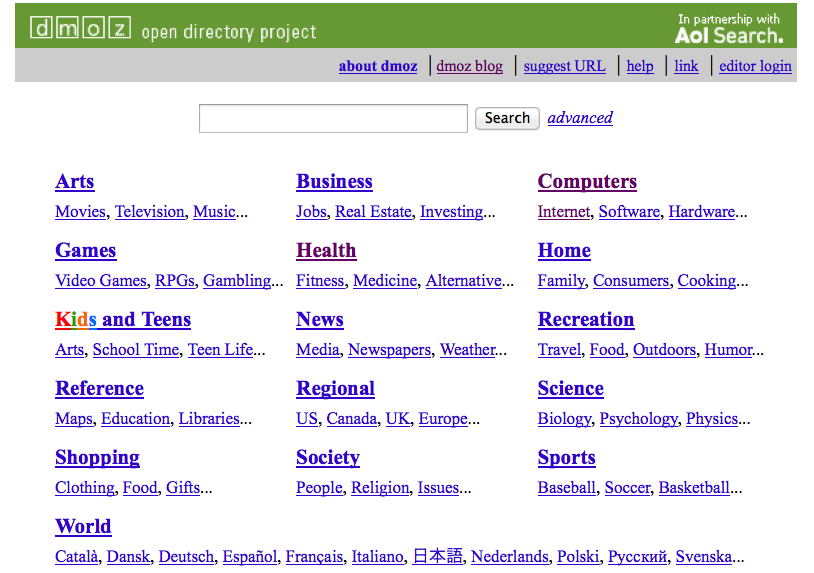 dmoz open directory project
In partnership with
Aol Search.
about dmoz | dmoz blog | suggest URL | help | link | editor login
Search advanced
Arts Business Computers
Movies, Television, Music... Jobs, Real Estate, Investing... Internet, Software, Hardware...
Games Health Home
Video Games, RPGs, Gambling... Fitness, Medicine, Alternative... Family, Consumers, Cooking...
Kids and Teens News Recreation
Arts, School Time, Teen Life... Media, Newspapers, Weather... Travel, Food, Outdoors, Humor...
Reference Regional Science
Maps, Education, Libraries... US, Canada, UK, Europe... Biology, Psychology, Physics...
Shopping Society Sports
Clothing, Food, Gifts... People, Religion, Issues... Baseball, Soccer, Basketball...
World
Català, Dansk, Deutsch, Español, Français, Italiano, 日本語, Nederlands, Polski, Русский, Svenska...